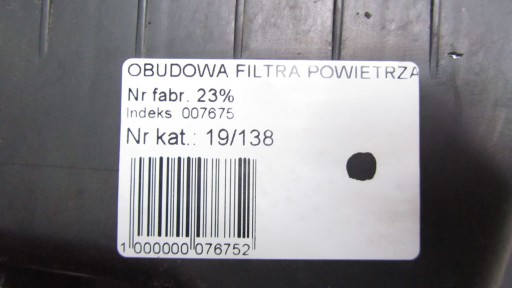 OBUDOWA FILTRA POWIETRZA
Nr fabr. 23%
Indeks 007675
Nr kat.: 19/138
1 000000 076752